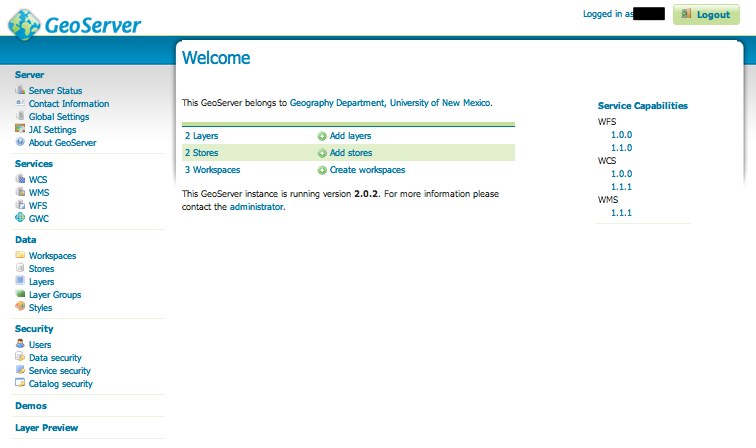 GeoServer
Logged in as
Logout
Server
Server Status
Contact Information
Global Settings
JAI Settings
About GeoServer
Services
WCS
WMS
WFS
GWC
Data
Workspaces
Stores
Layers
Layer Groups
Styles
Security
Users
Data security
Service security
Catalog security
Demos
Layer Preview
Welcome
This GeoServer belongs to Geography Department, University of New Mexico.
2 Layers Add layers
2 Stores Add stores
3 Workspaces Create workspaces
This GeoServer instance is running version 2.0.2. For more information please
contact the administrator.
Service Capabilities
WFS
1.0.0
1.1.0
WCS
1.0.0
1.1.1
WMS
1.1.1